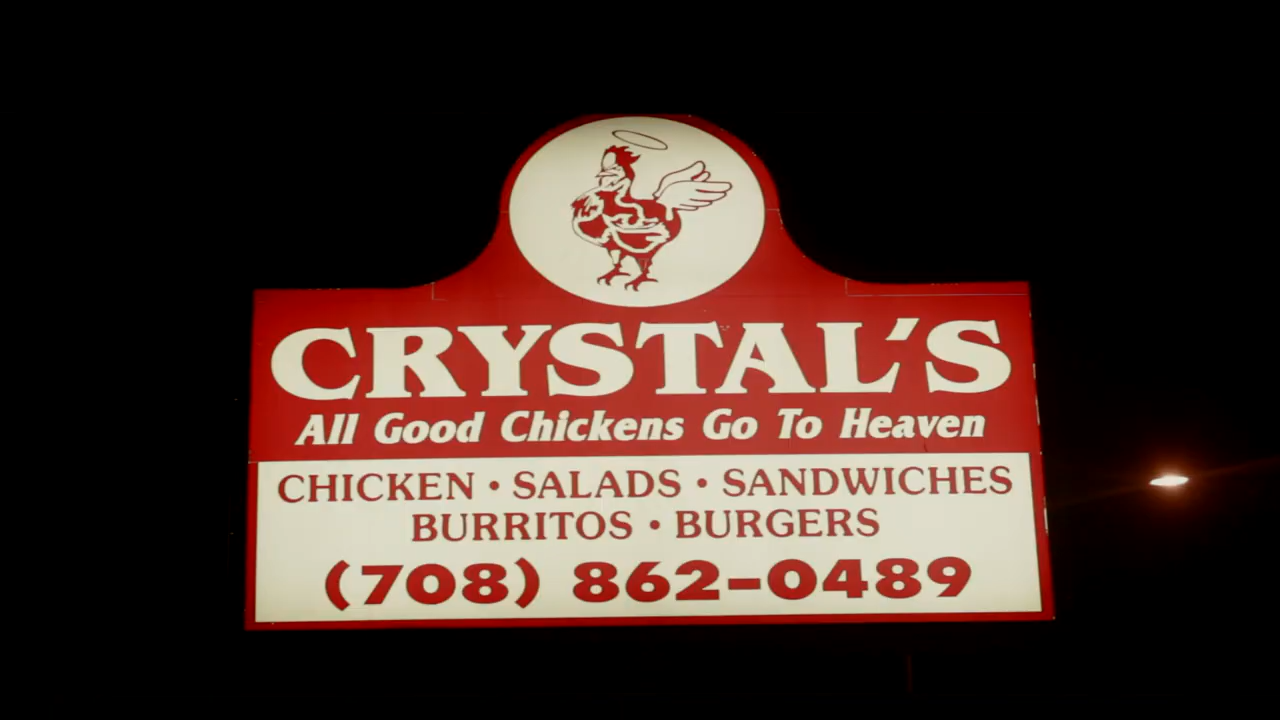 CRYSTAL'S
All Good Chickens Go To Heaven
CHICKEN • SALADS • SANDWICHES
BURRITOS • BURGERS
(708) 862-0489